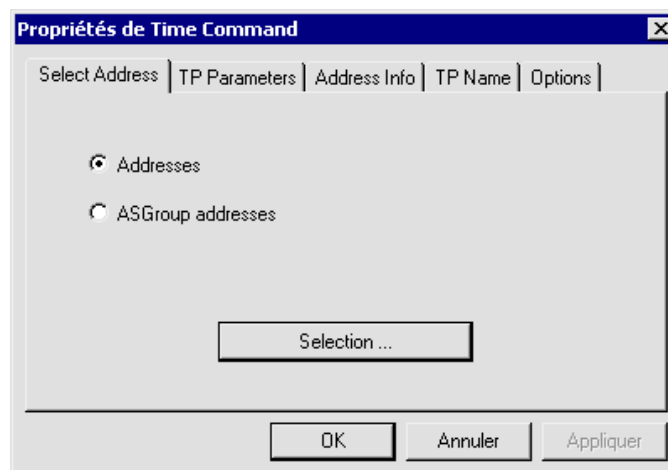 Propriétés de Time Command
Select Address TP Parameters Address Info TP Name Options
Addresses
ASGroup addresses
Selection ...
OK Annuler Appliquer